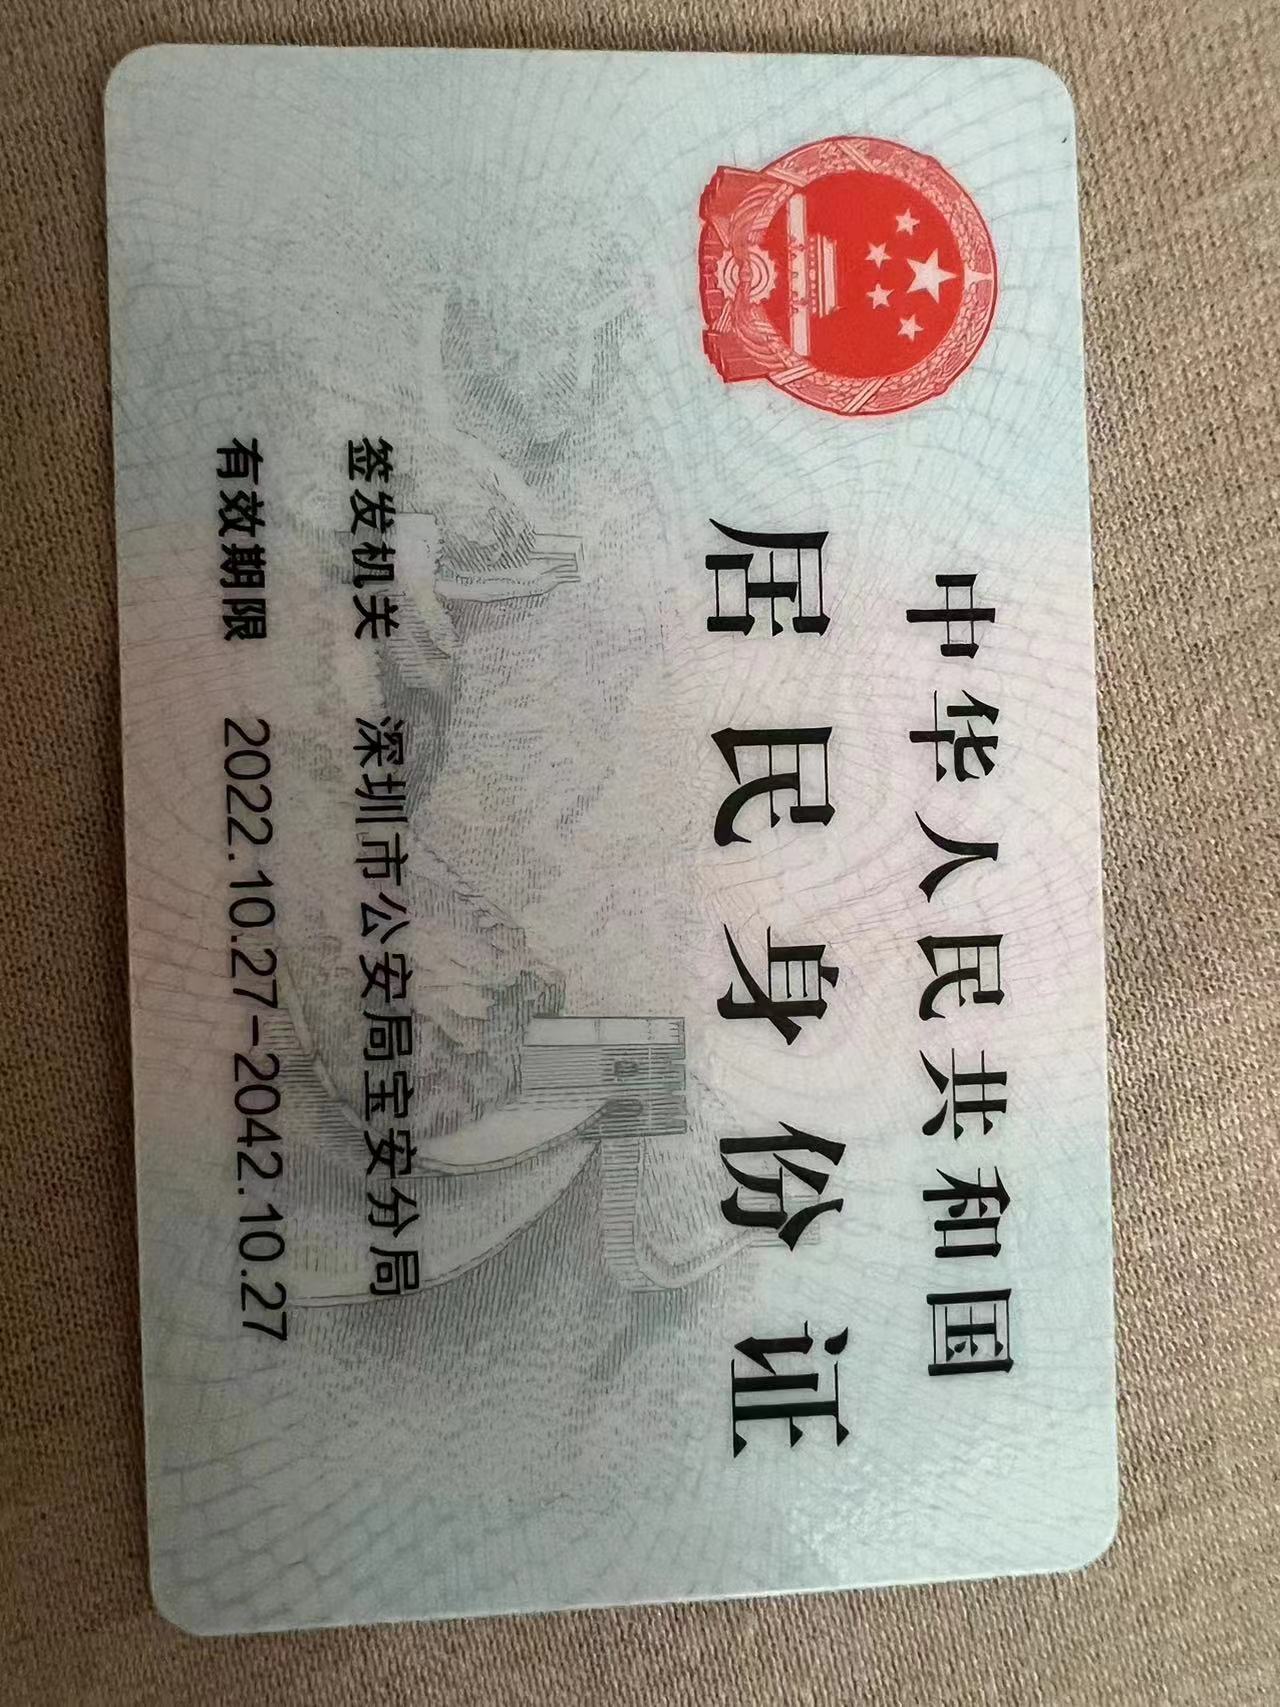 中华人民共和国
居民身份证
签发机关 深圳市公安局宝安分局
有效期限 2022.10.27-2042.10.27